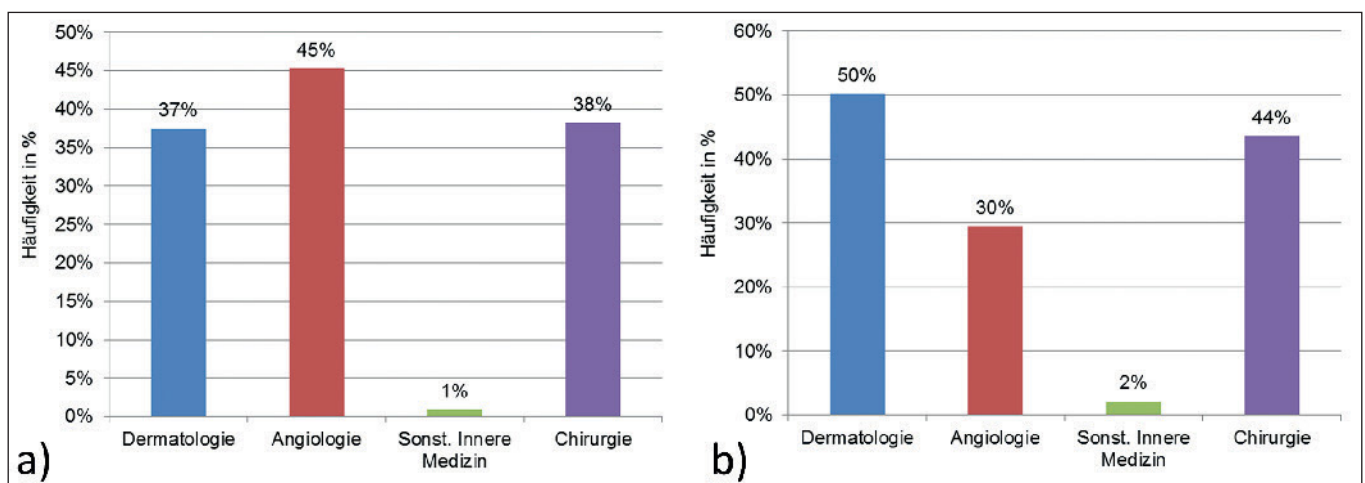 50%
45%
40%
35%
30%
25%
20%
15%
10%
5%
0%
Häufigkeit in %
37%
45%
1%
38%
Dermatologie
Angiologie
Sonst. Innere
Medizin
Chirurgie
a)
60%
50%
40%
30%
20%
10%
0%
Häufigkeit in %
50%
30%
2%
44%
Dermatologie
Angiologie
Sonst. Innere
Medizin
Chirurgie
b)